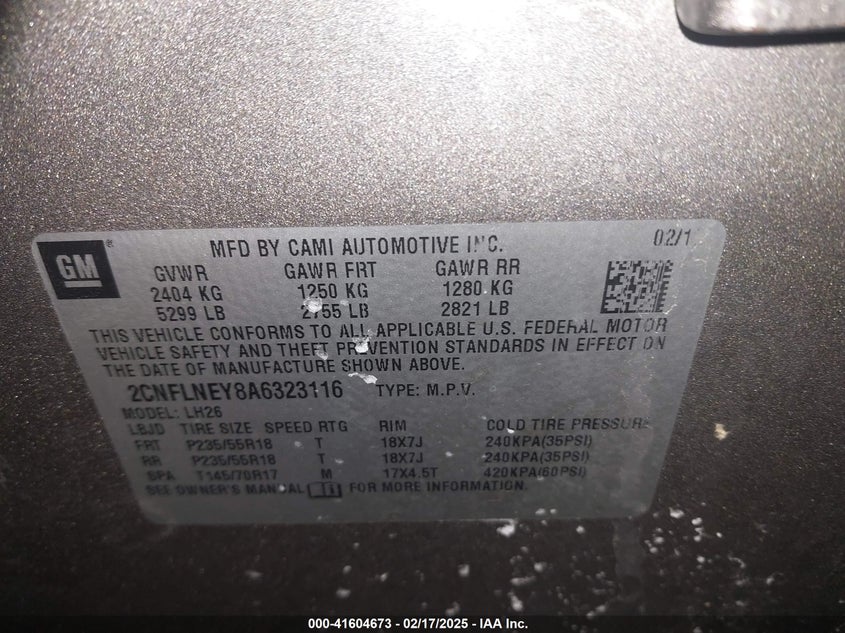 GM
®
MFD BY CAMI AUTOMOTIVE INC.
02/1
GVWR GAWR FRT GAWR RR
2404 KG 1250 KG 1280 KG
5299 LB 2755 LB 2821 LB
THIS VEHICLE CONFORMS TO ALL APPLICABLE U.S. FEDERAL MOTOR
VEHICLE SAFETY AND THEFT PREVENTION STANDARDS IN EFFECT ON
THE DATE OF MANUFACTURE SHOWN ABOVE.
2CNFLNEY8A6323116 TYPE: M.P.V.
MODEL: LH26
LBJD TIRE SIZE SPEED RTG RIM COLD TIRE PRESSURE
FRT P235/55R18 T 18X7J 240KPA(35PSI)
RR P235/55R18 T 18X7J 240KPA(35PSI)
SPA T145/70R17 M 17X4.5T 420KPA(60PSI)
SEE OWNER'S MANUAL FOR MORE INFORMATION.
000-41604673 - 02/17/2025 - IAA Inc.